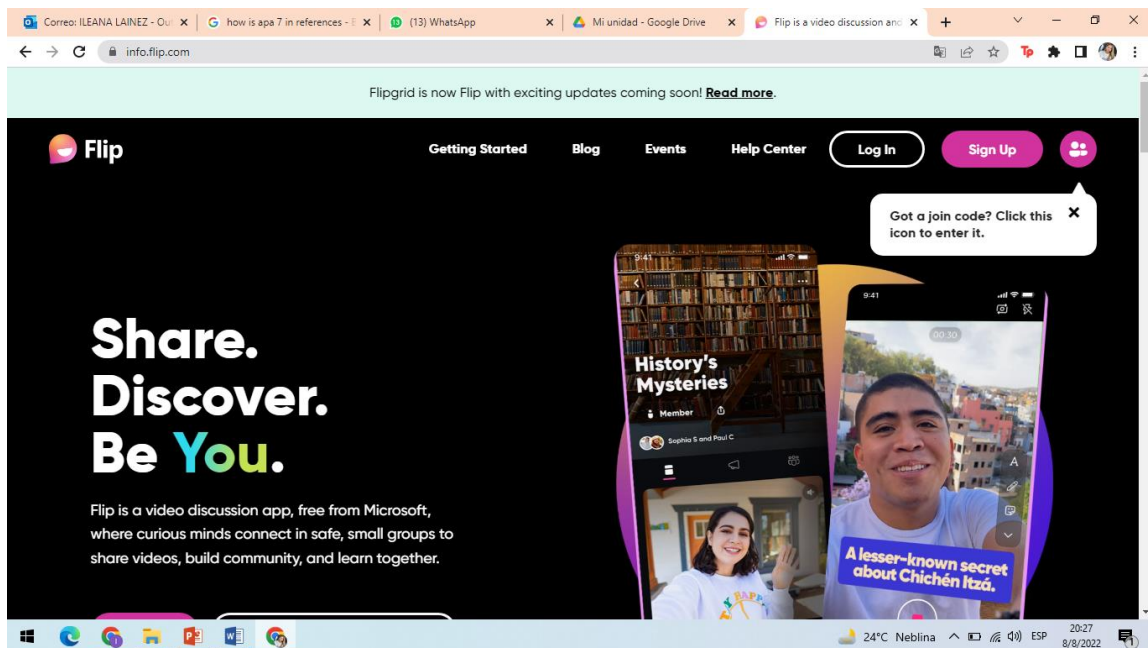 Correo: ILEANA LAINEZ - Ou
how is apa 7 in references -
(13) WhatsApp
Mi unidad - Google Drive
Flip is a video discussion and
info.flip.com
Flipgrid is now Flip with exciting updates coming soon! Read more.
Flip
Getting Started
Blog
Events
Help Center
Log In
Sign Up
Got a join code? Click this
icon to enter it.
Share.
Discover.
Be You.
Flip is a video discussion app, free from Microsoft,
where curious minds connect in safe, small groups to
share videos, build community, and learn together.
9:41
History's
Mysteries
Member
Sophia S and Paul C
9:41
00:30
A
A lesser-known secret
about Chichén Itzá.
24°C Neblina
ESP
20:27
8/8/2022